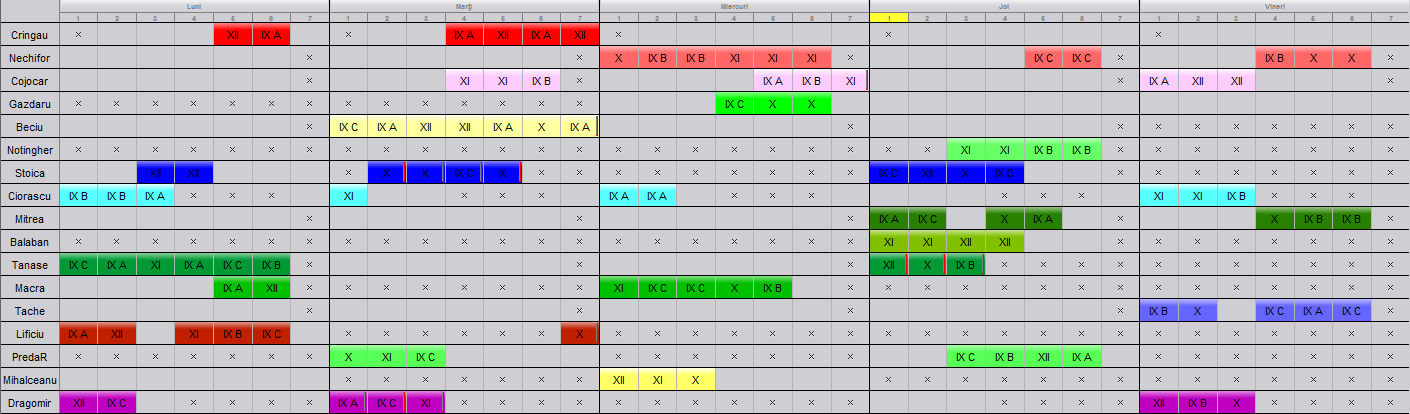 Luni Marți Miercuri Joi Vineri
1 2 3 4 5 6 7 1 2 3 4 5 6 7 1 2 3 4 5 6 7 1 2 3 4 5 6 7 1 2 3 4 5 6 7
Cringau XII IX A IX A XII IX A XII
Nechifor X IX B IX B XI XI XI IX C IX C IX B X X
Cojocar XI XI IX B IX A IX B XI IX A XII XII
Gazdaru IX C X X
Beciu IX C IX A XII XII IX A X IX A
Notingher XI XI IX B IX B
Stoica XII XII X X IX C X IX C XII X IX C
Ciorascu IX B IX B IX A XI IX A IX A XI XI IX B
Mitrea IX A IX C X IX A X IX B IX B
Balaban XI XI XII XII
Tanase IX C IX A XI IX A IX C IX B XII X IX B
Macra IX A XII XI IX C IX C X IX B
Tache IX B X IX C IX A IX C
Lificiu IX A XII XI IX B IX C X
PredaR X XI IX C IX C IX B XII IX A
Mihalceanu XII XI X
Dragomir XII IX C IX A IX C XI XII IX B X